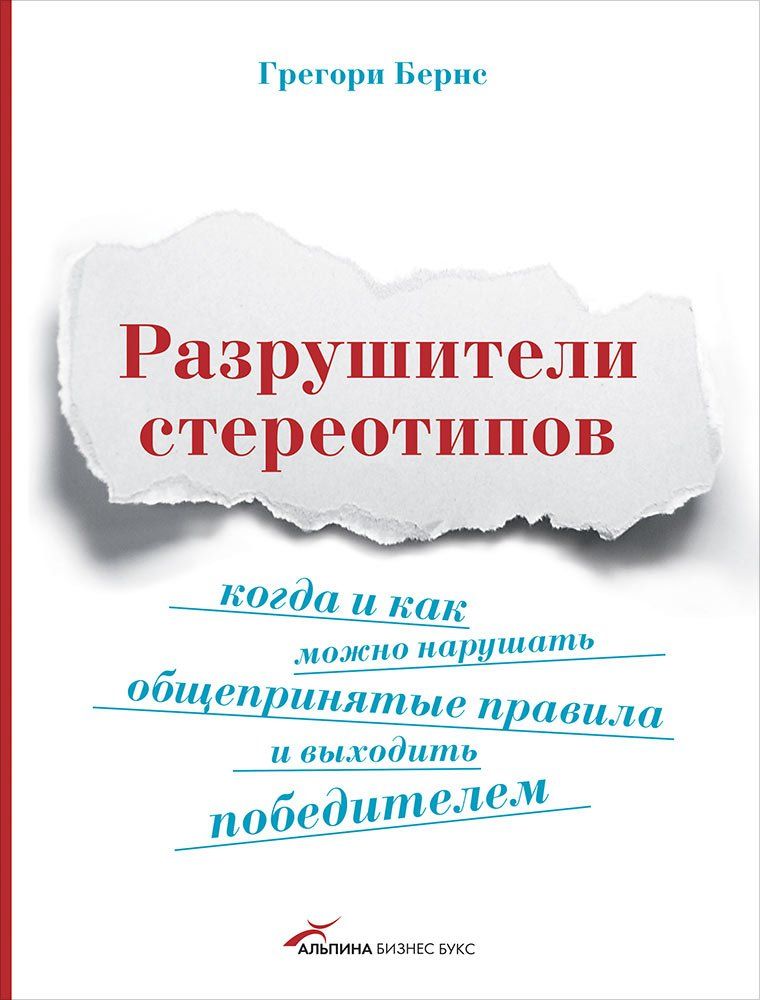 Грегори Бернс
Разрушители
стереотипов
когда и как
можно нарушать
общепринятые правила
и выходить
победителем
АЛЬПИНА БИЗНЕС БУКС